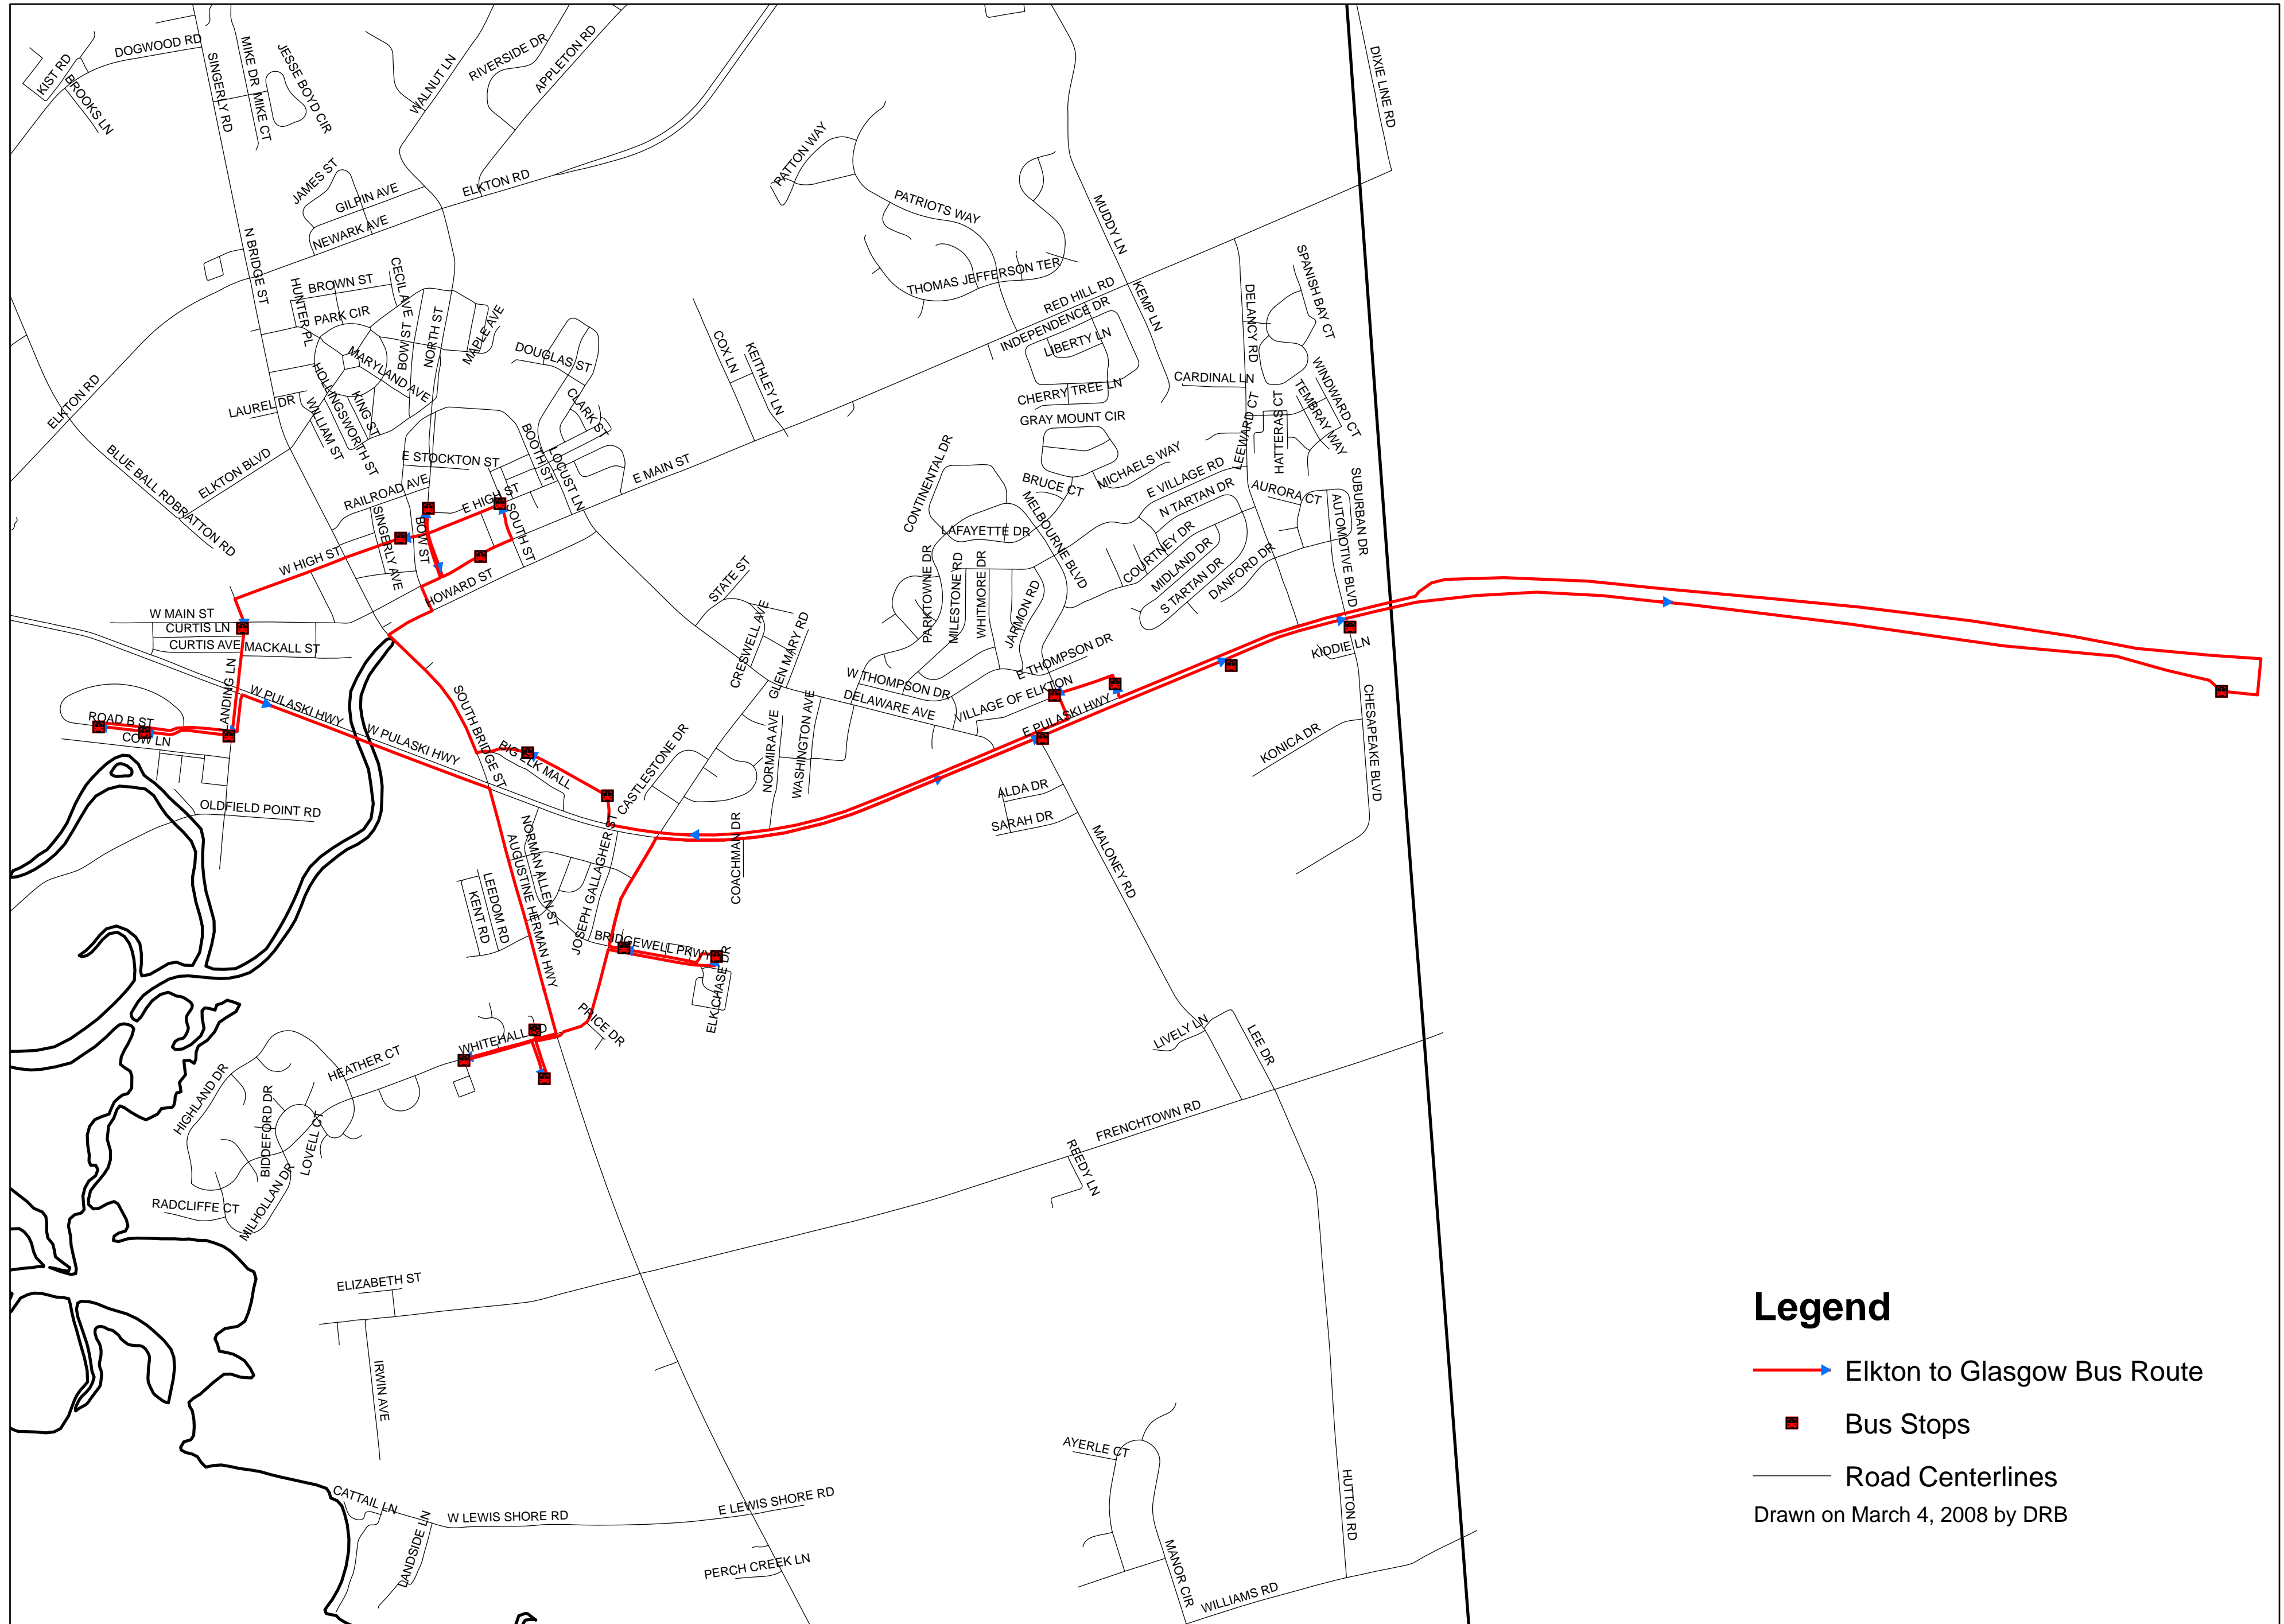 DOGWOOD RD
KIST RD
BROOKS LN
SINGERLY RD
MIKE DR
MIKE CT
JESSE BOYD CIR
WALNUT LN
RIVERSIDE DR
APPLETON RD
DIXIE LINE RD
JAMES ST
GILPIN AVE
NEWARK AVE
ELKTON RD
PATTON WAY
PATRIOTS WAY
MUDDY LN
THOMAS JEFFERSON TER
RED HILL RD
INDEPENDENCE DR
LIBERTY LN
KEMP LN
DELANCY RD
SPANISH BAY CT
N BRIDGE ST
HUNTER PL
BROWN ST
CECIL AVE
PARK CIR
BOW ST
NORTH ST
MAPLE AVE
MARYLAND AVE
DOUGLAS ST
COX LN
KEITHLEY LN
CARDINAL LN
CHERRY TREE LN
GRAY MOUNT CIR
WINDWARD CT
TEMBRAY WAY
ELKTON RD
LAUREL DR
HOLLINGSWORTH ST
WILLIAM ST
KING ST
CLARK ST
BOOTH ST
LOCUST LN
E STOCKTON ST
E MAIN ST
LEEWARD CT
HATTERAS CT
BLUE BALL RD
BRATTON RD
ELKTON BLVD
RAILROAD AVE
E HIGH ST
SOUTH ST
SINGERLY AVE
BOW ST
CONTINENTAL DR
BRUCE CT
MICHAELS WAY
E VILLAGE RD
N TARTAN DR
AURORA CT
AUTOMOTIVE BLVD
SUBURBAN DR
LAFAYETTE DR
MELBOURNE BLVD
COURTNEY DR
MIDLAND DR
S TARTAN DR
DANFORD DR
W HIGH ST
HOWARD ST
STATE ST
PARKTOWNE DR
MILESTONE RD
WHITMORE DR
JARMON RD
W MAIN ST
CURTIS LN
CURTIS AVE
MACKALL ST
CRESWELL AVE
GLEN MARY RD
E THOMPSON DR
KIDDIE LN
W THOMPSON DR
VILLAGE OF ELKTON
DELAWARE AVE
LANDING LN
W PULASKI HWY
W PULASKI HWY
SOUTH BRIDGE ST
E PULASKI HWY
CHESAPEAKE BLVD
KONICA DR
ROAD B ST
COW LN
BIG ELK MALL
CASTLESTONE DR
NORMIRA AVE
WASHINGTON AVE
OLDFIELD POINT RD
ALDA DR
SARAH DR
MALONEY RD
COACHMAN DR
NORMAN ALLEN ST
AUGUSTINE HERMAN HWY
JOSEPH GALLAGHER ST
LEEDOM RD
KENT RD
BRIDGEWELL PKWY
ELK CHASE DR
PRICE DR
WHITEHALL RD
HEATHER CT
HIGHLAND DR
BIDDEFORD DR
LOVELL CT
MILHOLLAN DR
RADCLIFFE CT
LIVELY LN
LEE DR
FRENCHTOWN RD
REEDY LN
ELIZABETH ST
IRWIN AVE
CATTAIL LN
LANDSIDE LN
W LEWIS SHORE RD
E LEWIS SHORE RD
PERCH CREEK LN
AYERLE CT
MANOR CIR
WILLIAMS RD
HUTTON RD
Legend
Elkton to Glasgow Bus Route
Bus Stops
Road Centerlines
Drawn on March 4, 2008 by DRB